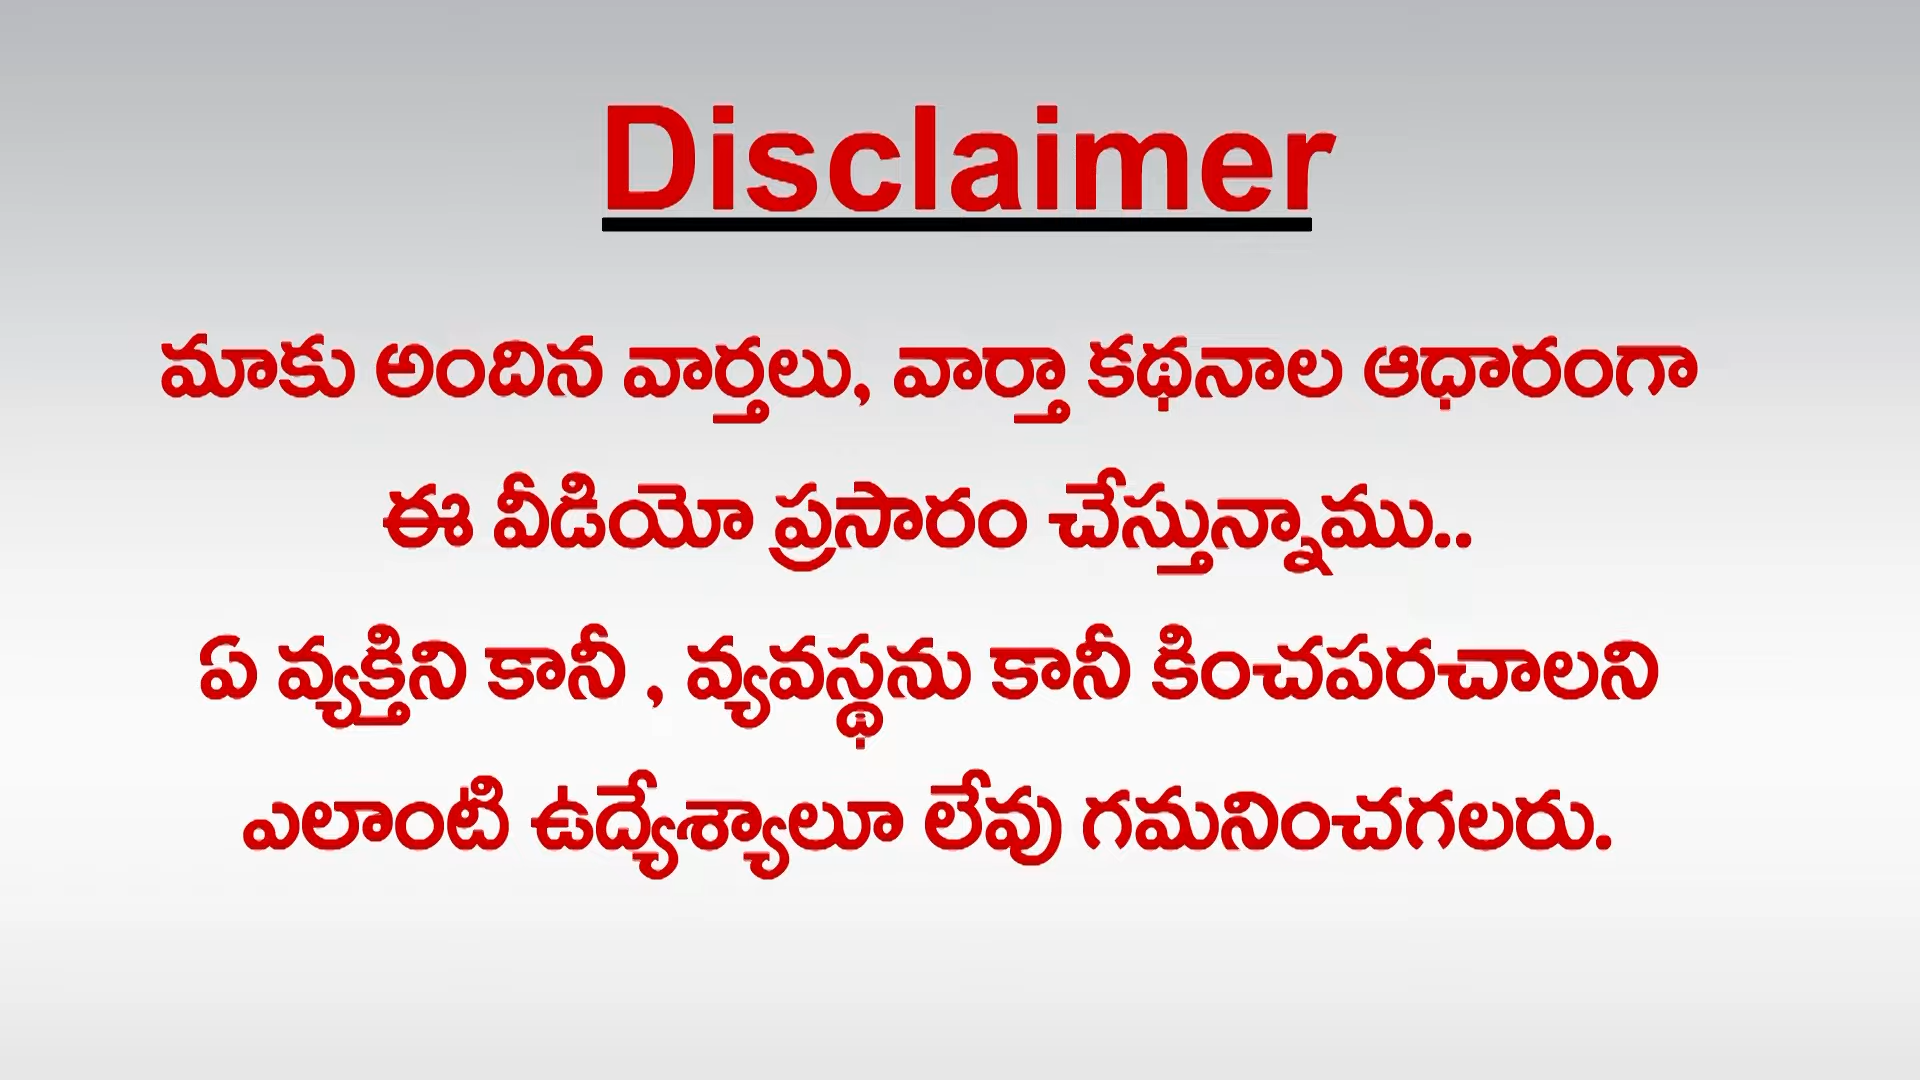 Disclaimer
మాకు అందిన వార్తలు, వార్తా కథనాల ఆధారంగా
ఈ వీడియో ప్రసారం చేస్తున్నాము..
ఏ వ్యక్తిని కానీ , వ్యవస్థను కానీ కించపరచాలని
ఎలాంటి ఉద్యేశ్యాలూ లేవు గమనించగలరు.